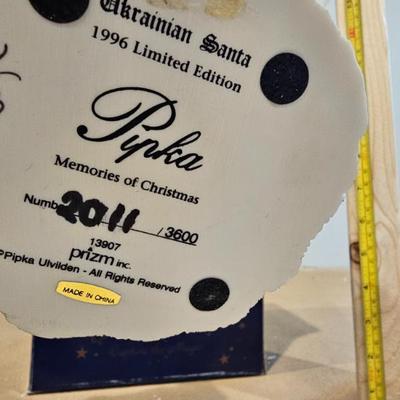 Ukrainian Santa
1996 Limited Edition
Pipka
Memories of Christmas
Numb 2011 /3600
13907
prizm inc.
©Pipka Ulvilden - All Rights Reserved
MADE IN CHINA